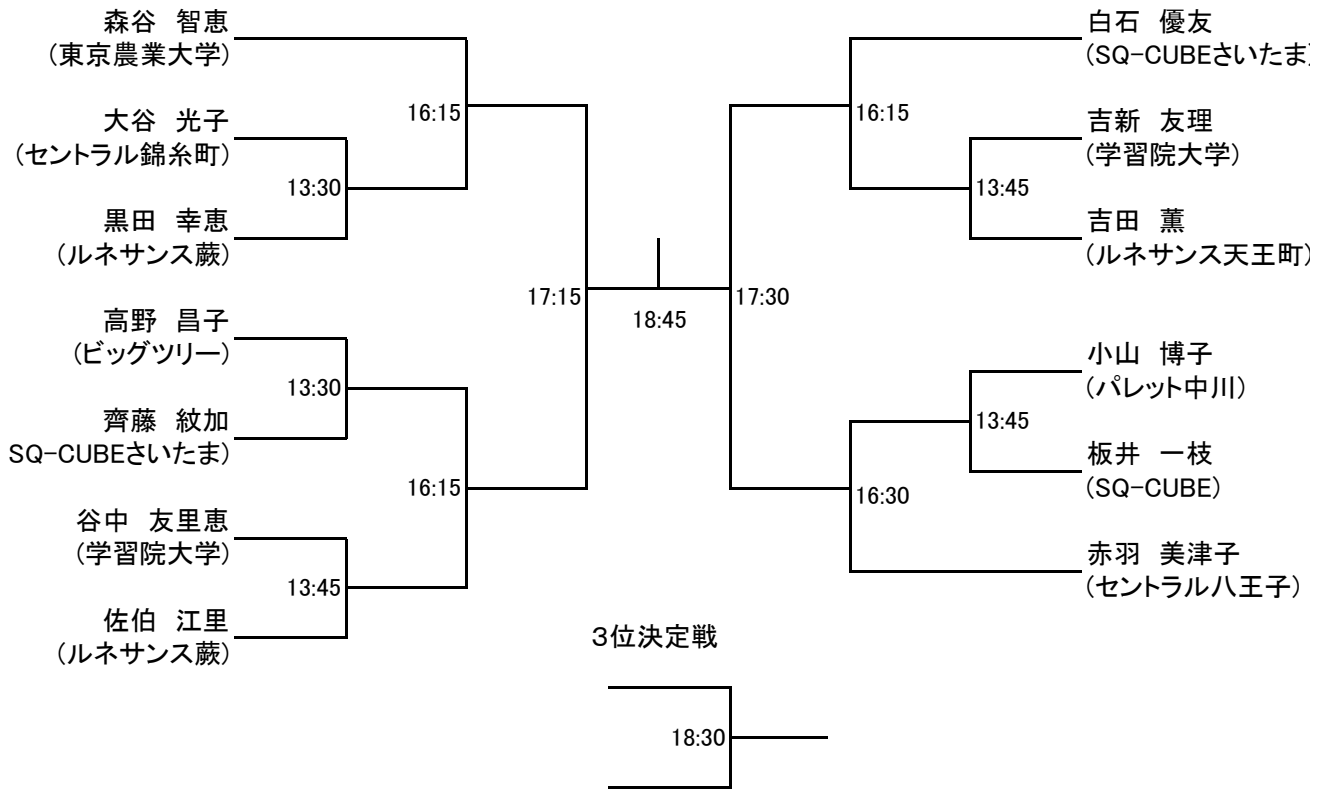 森谷　智恵
(東京農業大学)
16:15
大谷　光子
(セントラル錦糸町)
13:30
黒田　幸恵
(ルネサンス蕨)
17:15
高野　昌子
(ビッグツリー)
13:30
齊藤　紋加
SQ-CUBEさいたま)
16:15
谷中　友里恵
(学習院大学)
13:45
佐伯　江里
(ルネサンス蕨)
18:45
白石　優友
(SQ-CUBEさいたま)
16:15
吉新　友理
(学習院大学)
13:45
吉田　薫
(ルネサンス天王町)
17:30
小山　博子
(パレット中川)
13:45
板井　一枝
(SQ-CUBE)
16:30
赤羽　美津子
(セントラル八王子)
3位決定戦
18:30